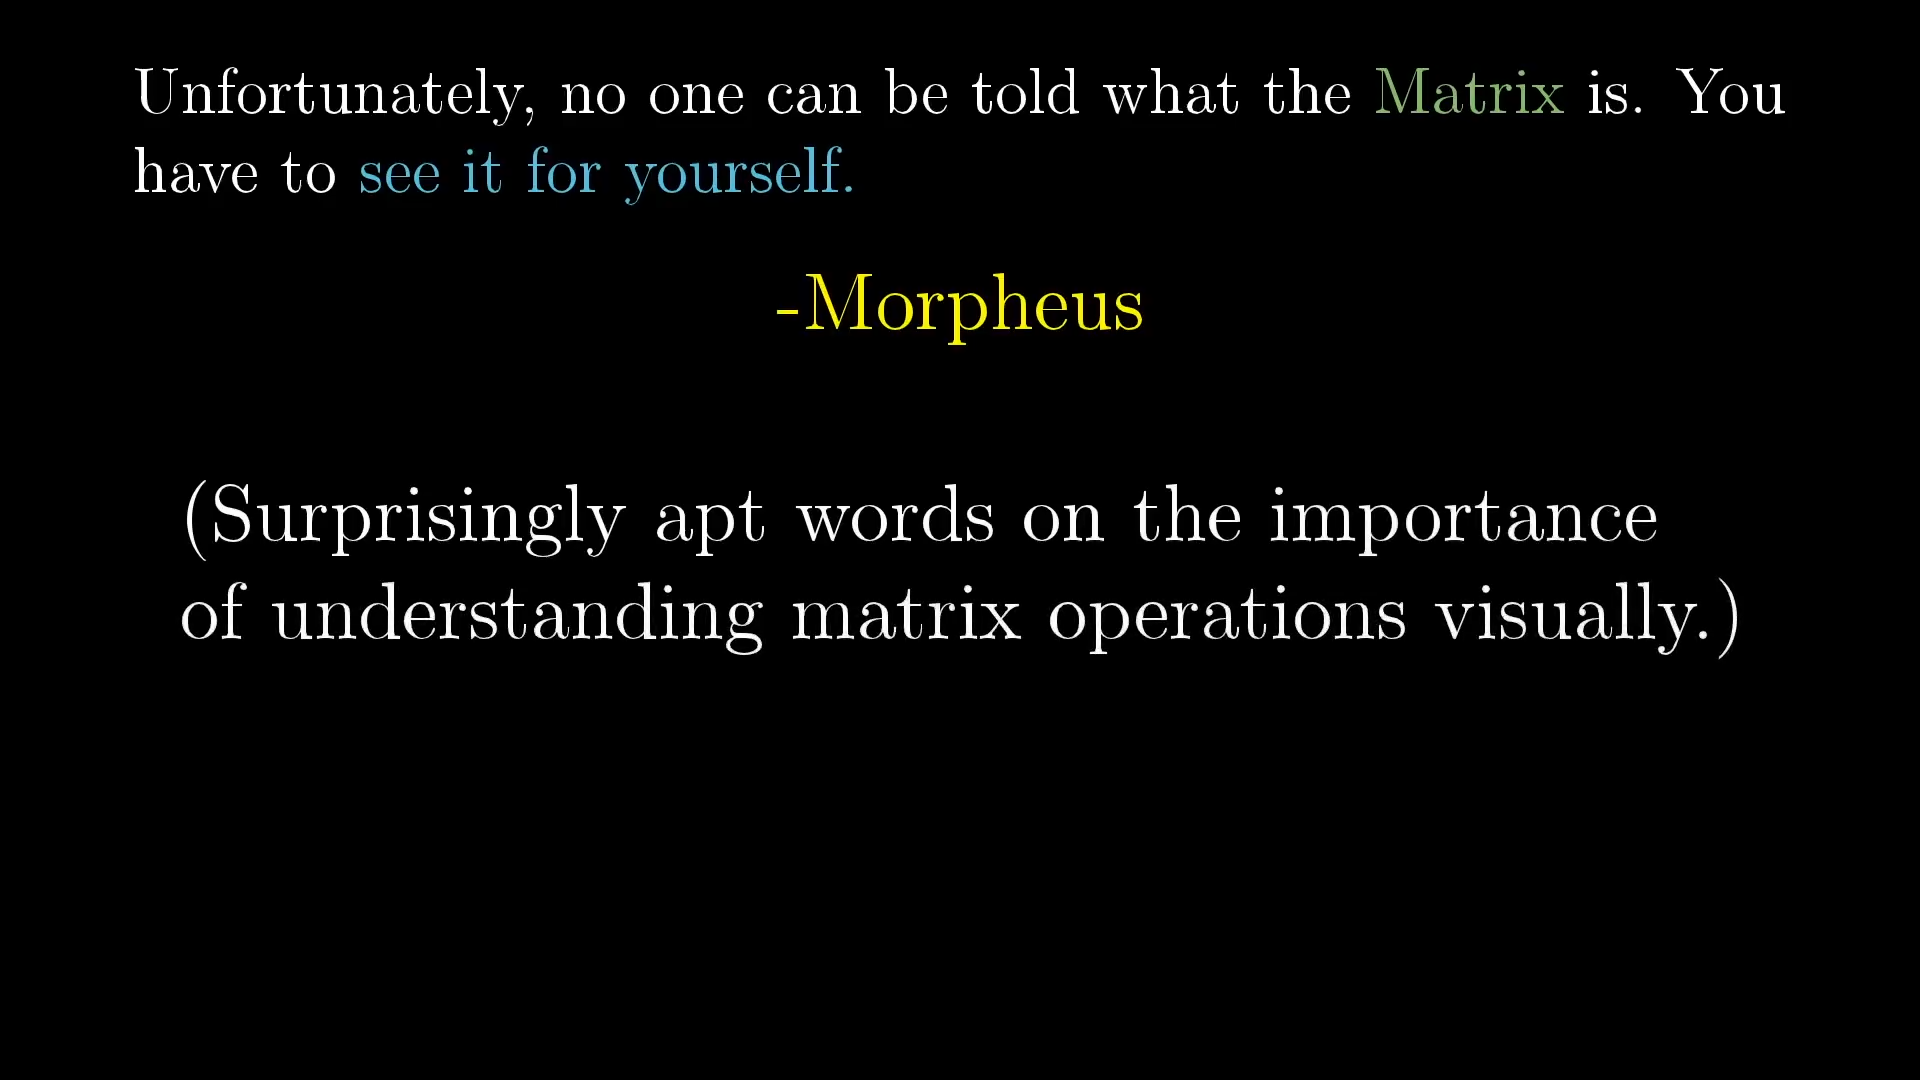 Unfortunately, no one can be told what the Matrix is. You
have to see it for yourself.
-Morpheus
(Surprisingly apt words on the importance
of understanding matrix operations visually.)